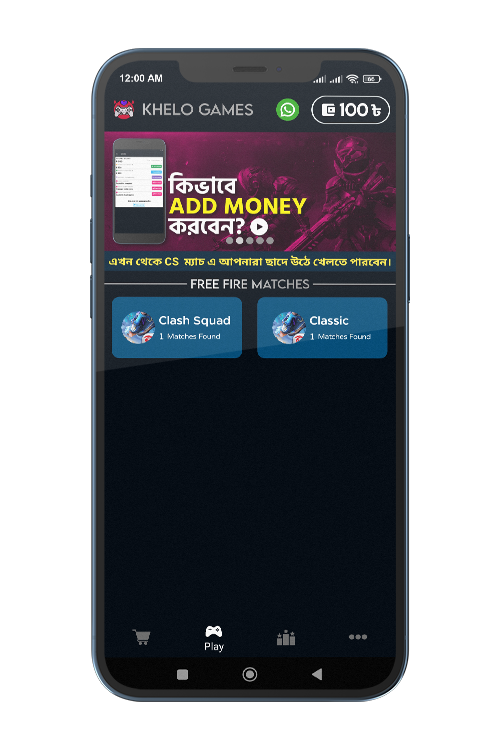 12:00 AM
66
KHELO GAMES
100 ৳
কিভাবে
ADD MONEY
করবেন?
এখন থেকে CS ম্যাচ এ আপনারা ছাদে উঠে খেলতে পারবেন।
FREE FIRE MATCHES
Clash Squad
1 Matches Found
Classic
1 Matches Found
Play